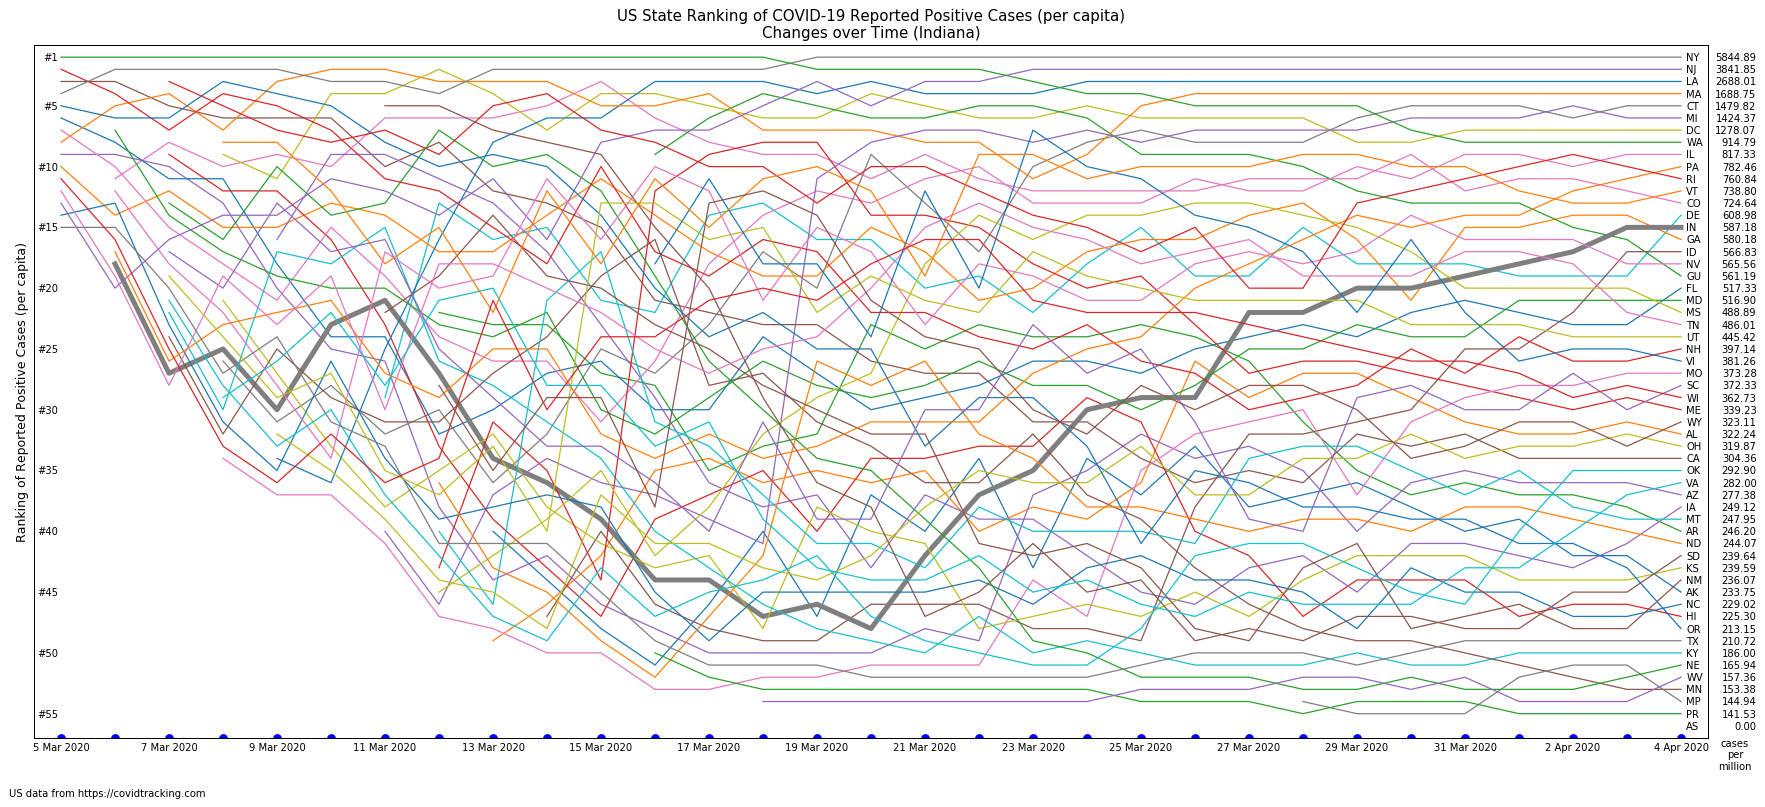 US State Ranking of COVID-19 Reported Positive Cases (per capita)
Changes over Time (Indiana)
Ranking of Reported Positive Cases (per capita)
#1
#5
#10
#15
#20
#25
#30
#35
#40
#45
#50
#55
NY 5844.89
NJ 3841.85
LA 2688.01
MA 1688.75
CT 1479.82
MI 1424.37
DC 1278.07
WA 914.79
IL 817.33
PA 782.46
RI 760.84
VT 738.80
CO 724.64
DE 608.98
IN 587.18
GA 580.18
ID 566.83
NV 565.56
GU 561.19
FL 517.33
MD 516.90
MS 488.89
TN 486.01
UT 445.42
NH 397.14
VI 381.26
MO 373.28
SC 372.33
WI 362.73
ME 339.23
WY 323.11
AL 322.24
OH 319.87
CA 304.36
OK 292.90
VA 282.00
AZ 277.38
IA 249.12
MT 247.95
AR 246.20
ND 244.07
SD 239.64
KS 239.59
NM 236.07
AK 233.75
NC 229.02
HI 225.30
OR 213.15
TX 210.72
KY 186.00
NE 165.94
WV 157.36
MN 153.38
MP 144.94
PR 141.53
AS 0.00
5 Mar 2020 7 Mar 2020 9 Mar 2020 11 Mar 2020 13 Mar 2020 15 Mar 2020 17 Mar 2020 19 Mar 2020 21 Mar 2020 23 Mar 2020 25 Mar 2020 27 Mar 2020 29 Mar 2020 31 Mar 2020 2 Apr 2020 4 Apr 2020
cases
per
million
US data from https://covidtracking.com